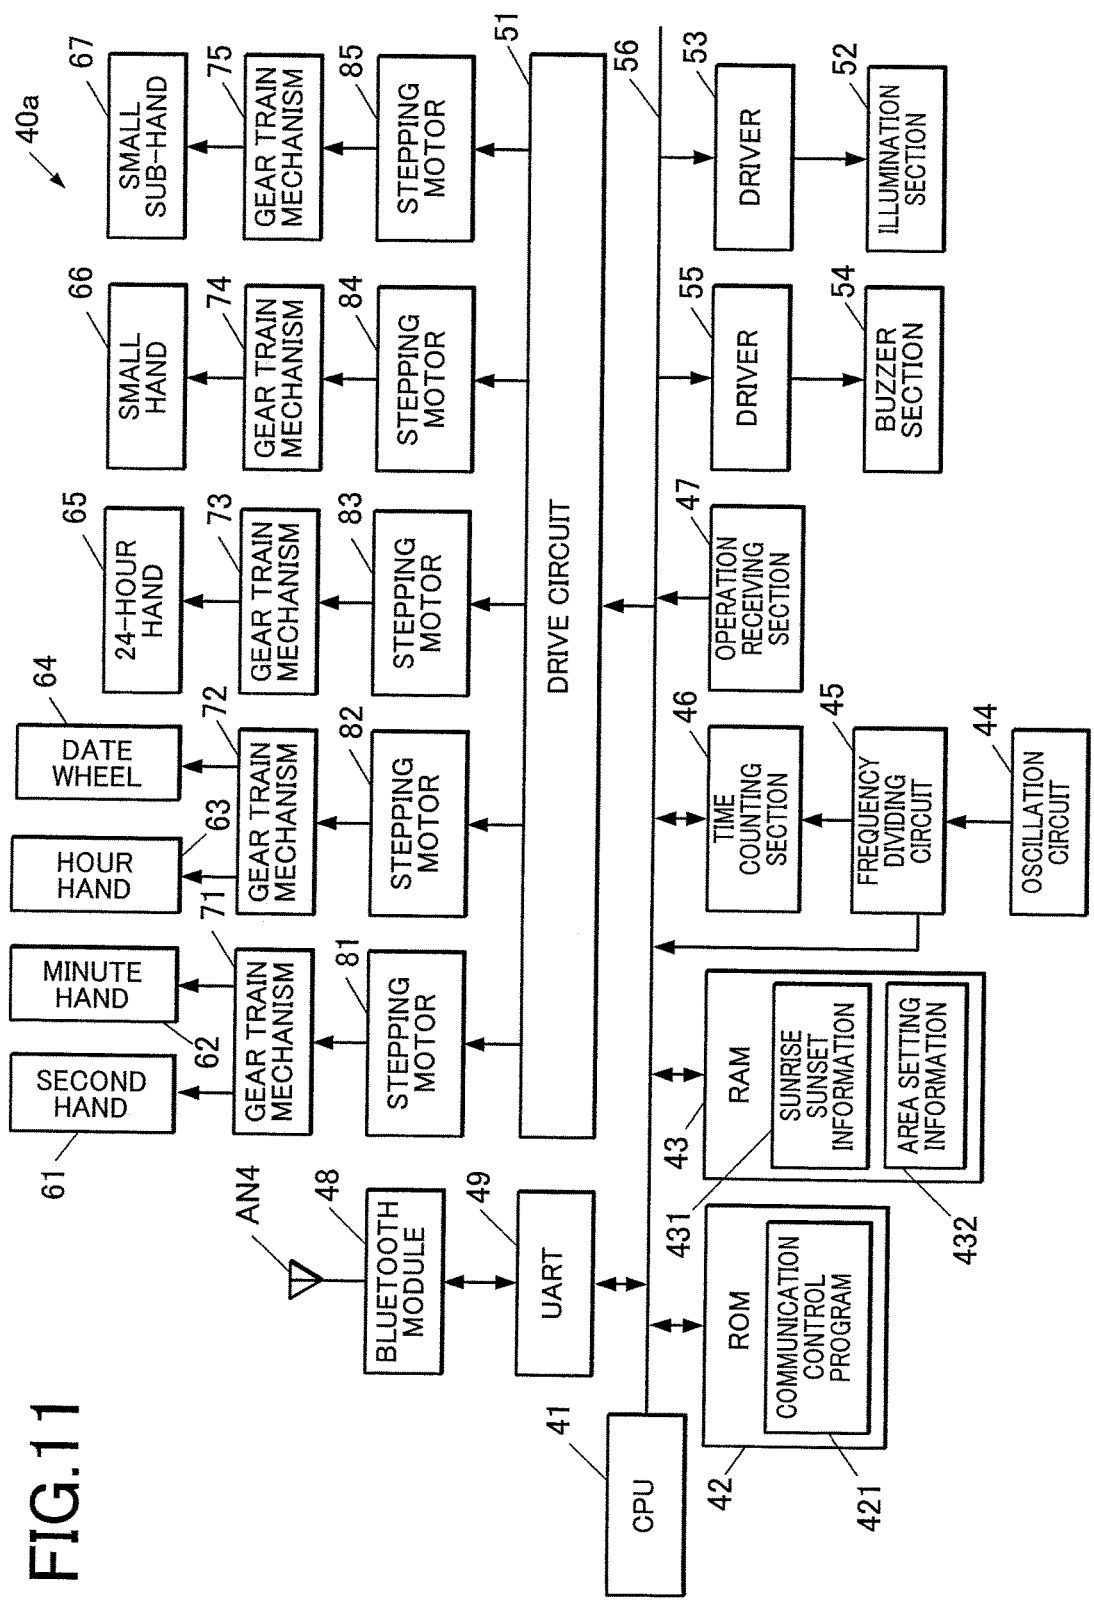 FIG.11
40a
61
SECOND
HAND
62
MINUTE
HAND
63
HOUR
HAND
64
DATE
WHEEL
65
24-HOUR
HAND
66
SMALL
HAND
67
SMALL
SUB-HAND
71
GEAR TRAIN
MECHANISM
72
GEAR TRAIN
MECHANISM
73
GEAR TRAIN
MECHANISM
74
GEAR TRAIN
MECHANISM
75
GEAR TRAIN
MECHANISM
AN4
48
BLUETOOTH
MODULE
81
STEPPING
MOTOR
82
STEPPING
MOTOR
83
STEPPING
MOTOR
84
STEPPING
MOTOR
85
STEPPING
MOTOR
49
UART
51
DRIVE CIRCUIT
41
CPU
56
42
ROM
421
COMMUNICATION
CONTROL
PROGRAM
43
RAM
431
SUNRISE
SUNSET
INFORMATION
432
AREA SETTING
INFORMATION
46
TIME
COUNTING
SECTION
45
FREQUENCY
DIVIDING
CIRCUIT
44
OSCILLATION
CIRCUIT
47
OPERATION
RECEIVING
SECTION
55
DRIVER
54
BUZZER
SECTION
53
DRIVER
52
ILLUMINATION
SECTION